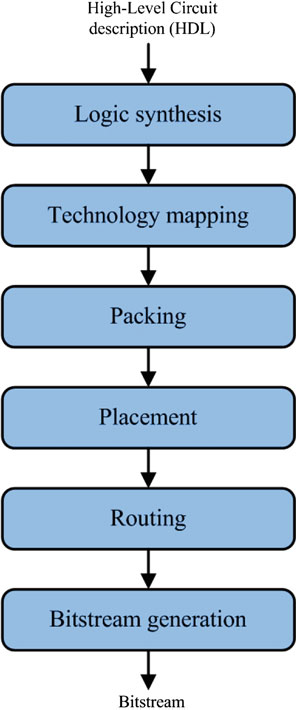 High-Level Circuit
description (HDL)
Logic synthesis
Technology mapping
Packing
Placement
Routing
Bitstream generation
Bitstream